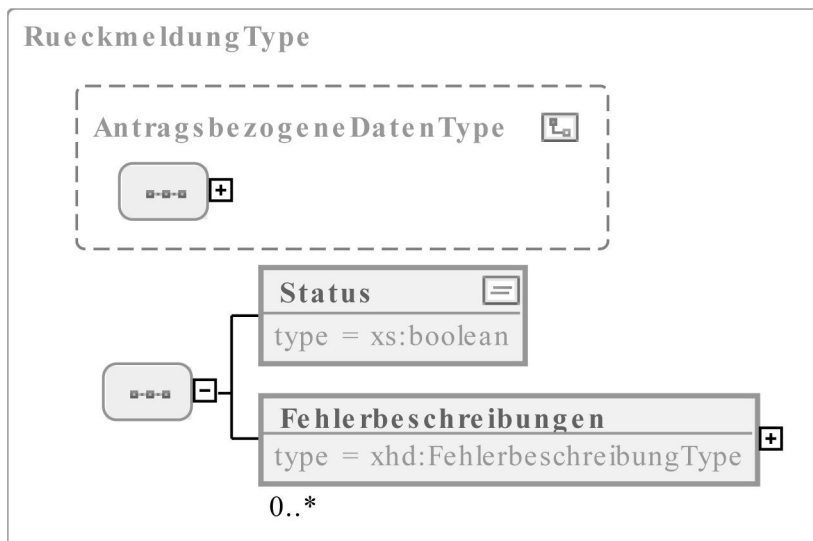 RueckmeldungType
AntragsbezogeneDatenType
Status
type = xs:boolean
Fehlerbeschreibungen
type = xhd:FehlerbeschreibungType
0..*